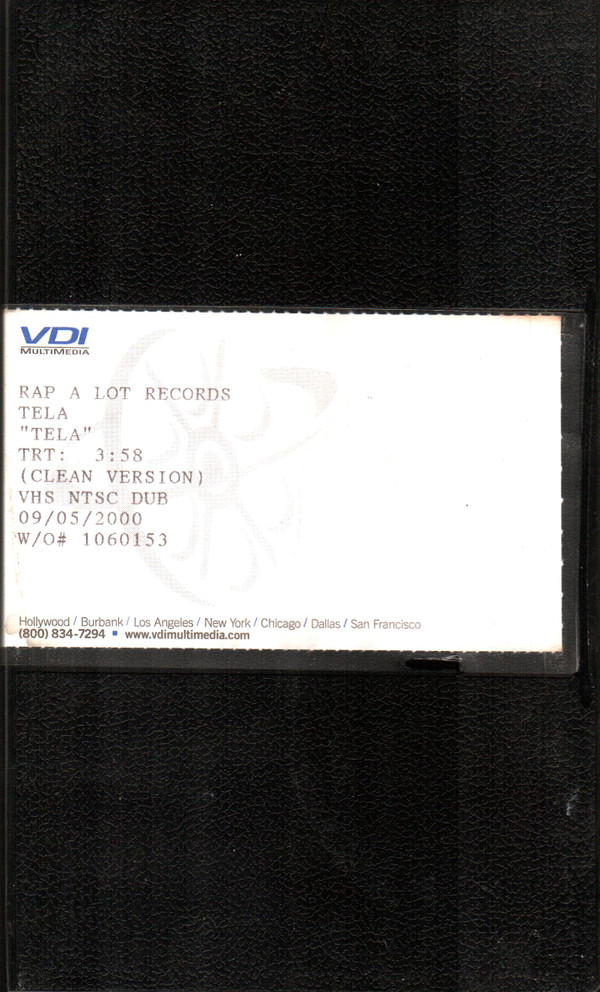 VDI
MULTIMEDIA
RAP A LOT RECORDS
TELA
"TELA"
TRT: 3:58
(CLEAN VERSION)
VHS NTSC DUB
09/05/2000
W/O# 1060153
Hollywood / Burbank / Los Angeles / New York / Chicago / Dallas / San Francisco
(800) 834-7294 ▪ www.vdimultimedia.com